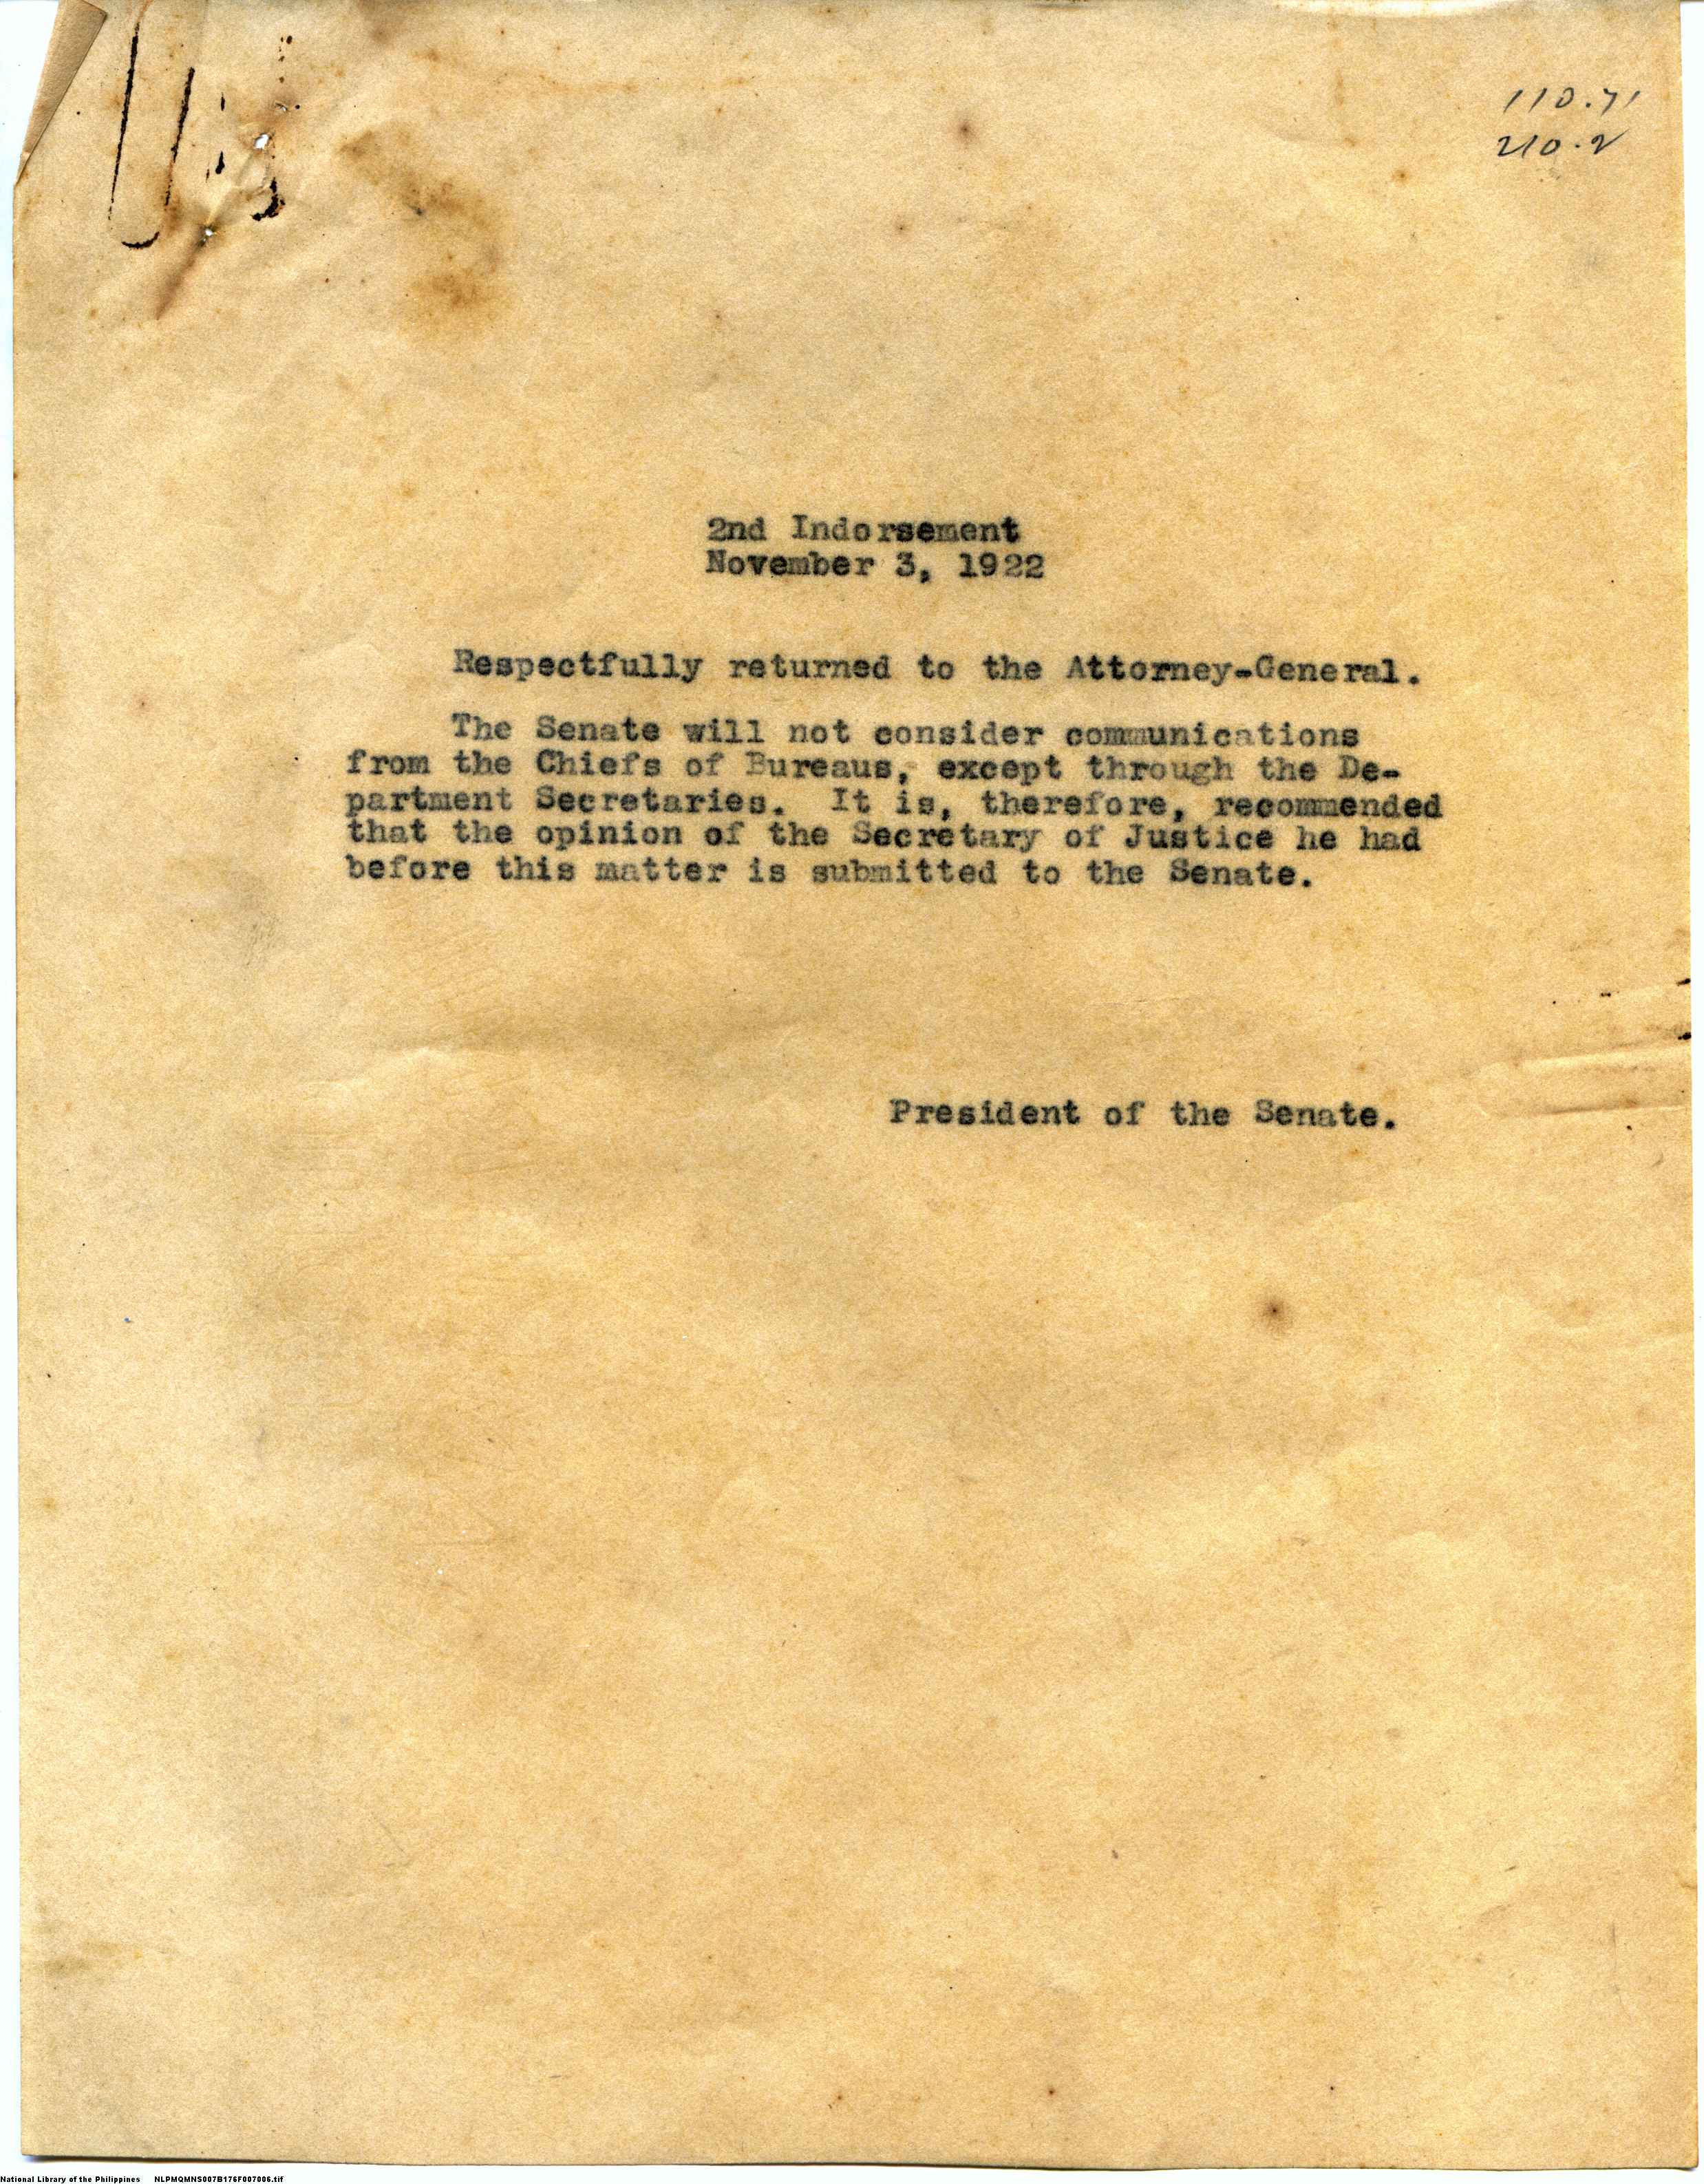 110.71
210.2
2nd Indorsement
November 3, 1922
Respectfully returned to the Attorney-General.
The Senate will not consider communications
from the Chiefs of Bureaus, except through the De-
partment Secretaries. It is, therefore, recommended
that the opinion of the Secretary of Justice he had
before this matter is submitted to the Senate.
President of the Senate.
National Library of the Philippines NLPMQMNS007B176F007006.tif